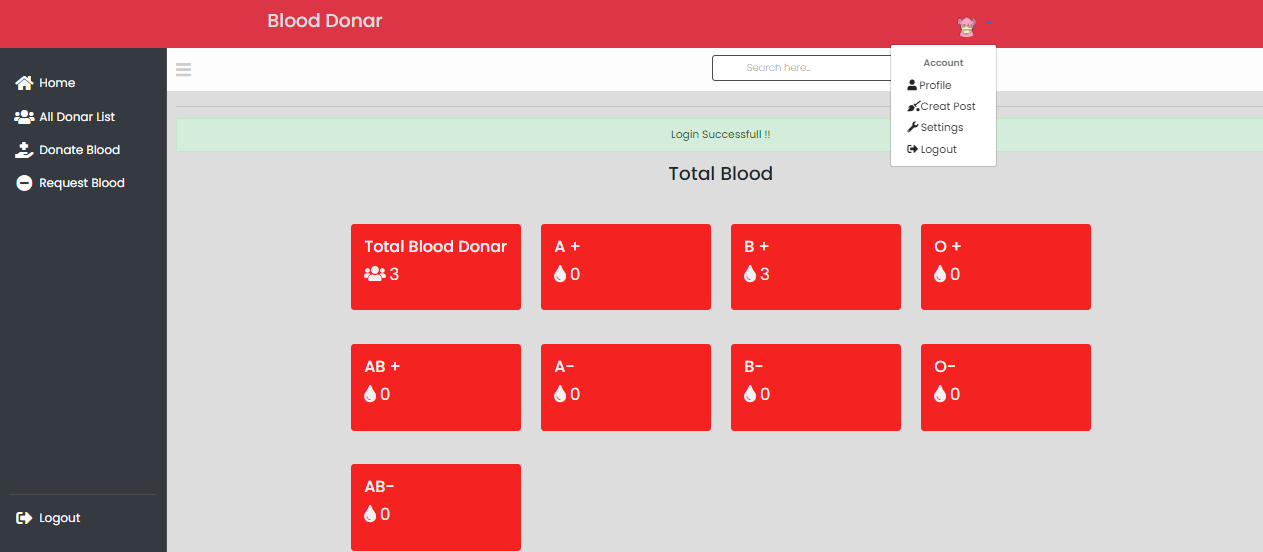 Blood Donar
Home
All Donar List
Donate Blood
Request Blood
Logout
Search here..
Account
Profile
Creat Post
Settings
Logout
Login Successfull !!
Total Blood
Total Blood Donar
3
A +
0
B +
3
O +
0
AB +
0
A-
0
B-
0
O-
0
AB-
0